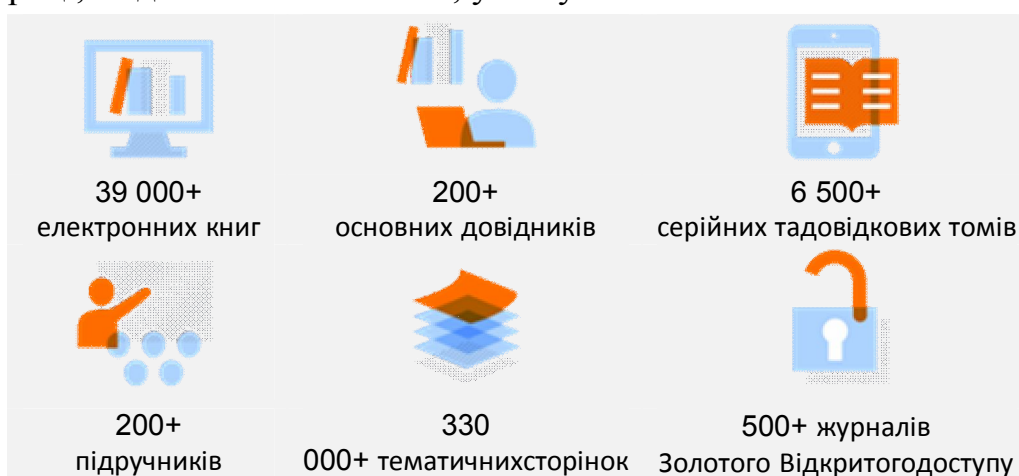 39 000+
електронних книг
200+
основних довідників
6 500+
серійних тадовідкових томів
200+
підручників
330
000+ тематичнихсторінок
500+ журналів
Золотого Відкритогодоступу